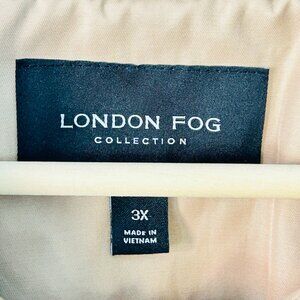 LONDON FOG
COLLECTION
3X
MADE IN
VIETNAM